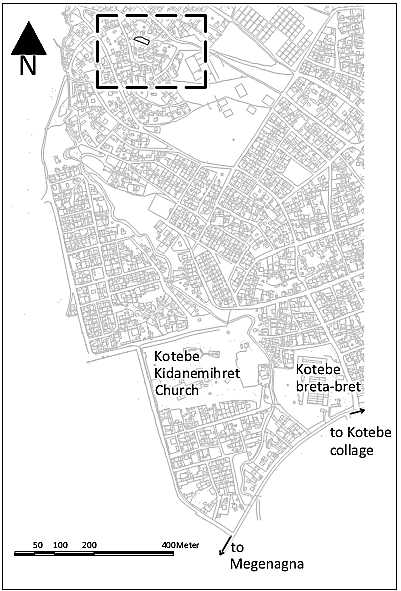 N
Kotebe
Kidanemihret
Church
Kotebe
breta-bret
to Kotebe
collage
50 100 200 400Meter
to
Megenagna